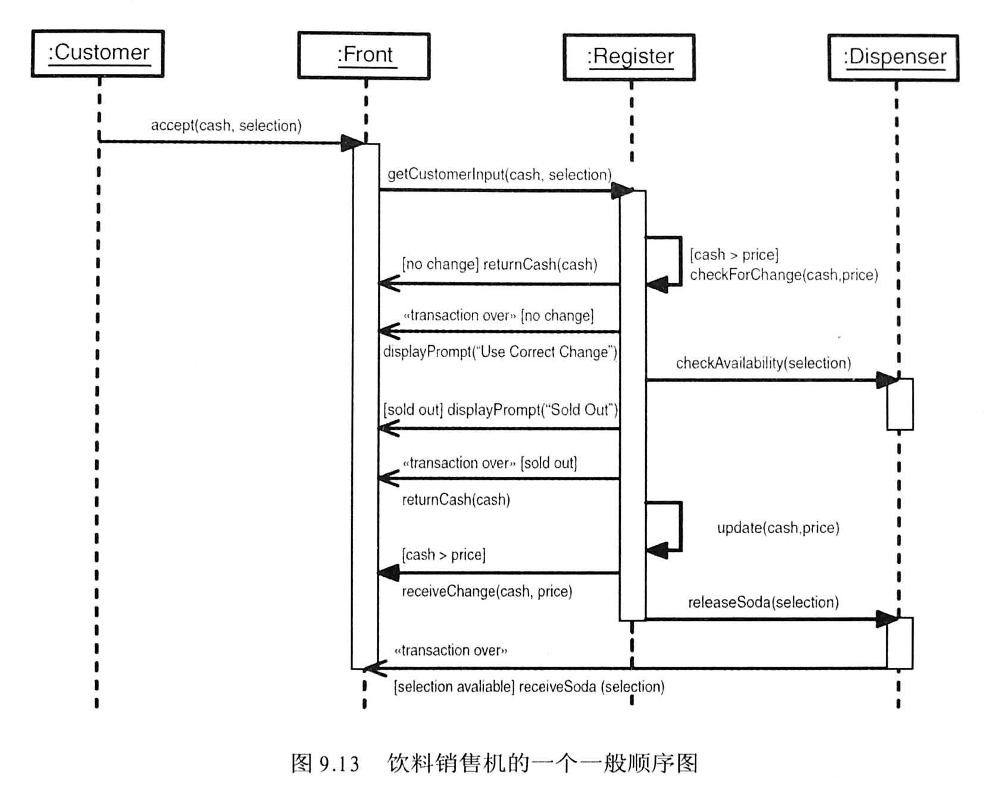 :Customer
:Front
:Register
:Dispenser
accept(cash, selection)
getCustomerInput(cash, selection)
[cash > price]
checkForChange(cash,price)
[no change] returnCash(cash)
«transaction over» [no change]
displayPrompt(“Use Correct Change”)
checkAvailability(selection)
[sold out] displayPrompt(“Sold Out”)
«transaction over» [sold out]
returnCash(cash)
update(cash,price)
[cash > price]
receiveChange(cash, price)
releaseSoda(selection)
«transaction over»
[selection avaliable] receiveSoda (selection)
图 9.13 饮料销售机的一个一般顺序图